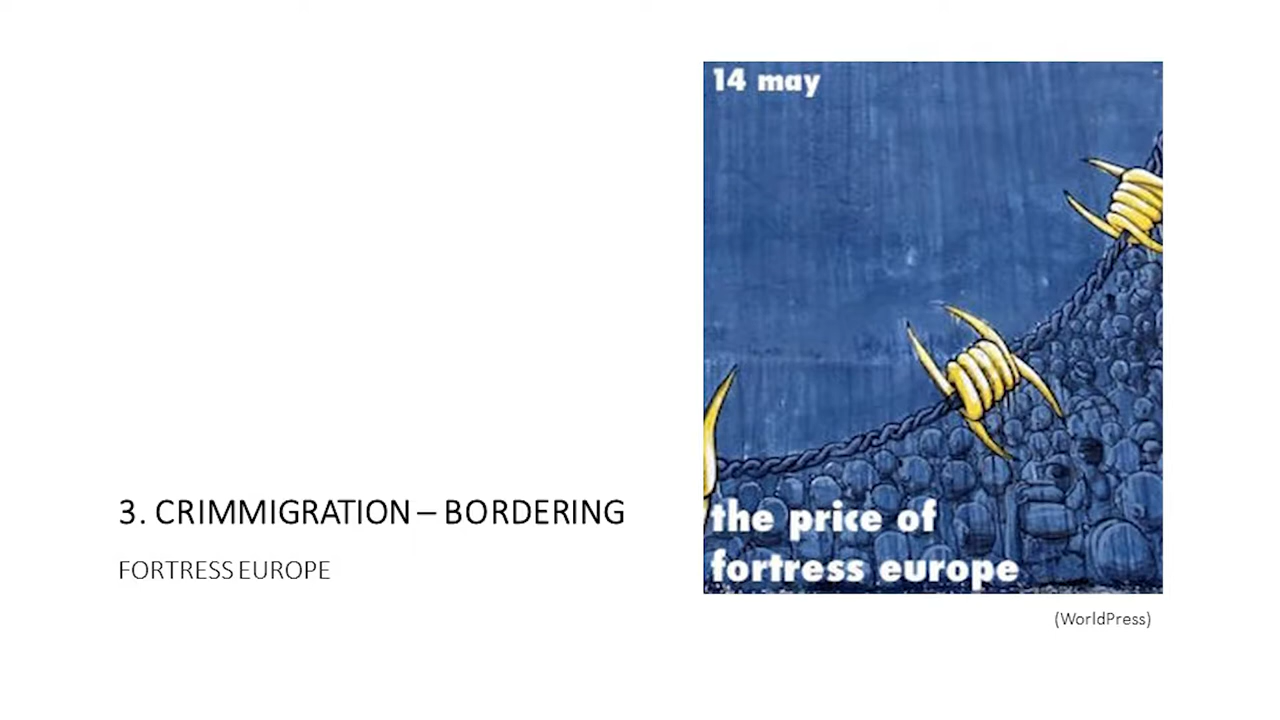 14 may
the price of
fortress europe
3. CRIMMIGRATION – BORDERING
FORTRESS EUROPE
(WorldPress)